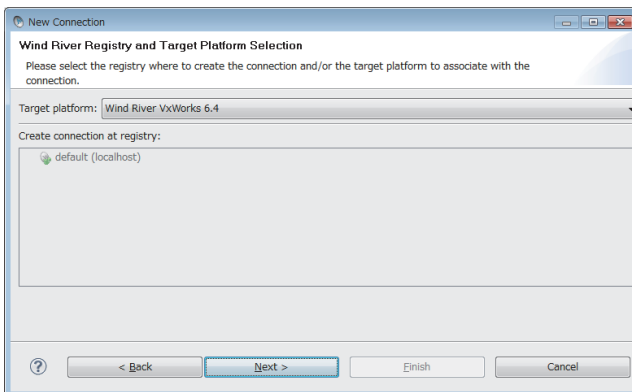 New Connection
Wind River Registry and Target Platform Selection
Please select the registry where to create the connection and/or the target platform to associate with the
connection.
Target platform: Wind River VxWorks 6.4
Create connection at registry:
default (localhost)
? < Back Next > Finish Cancel